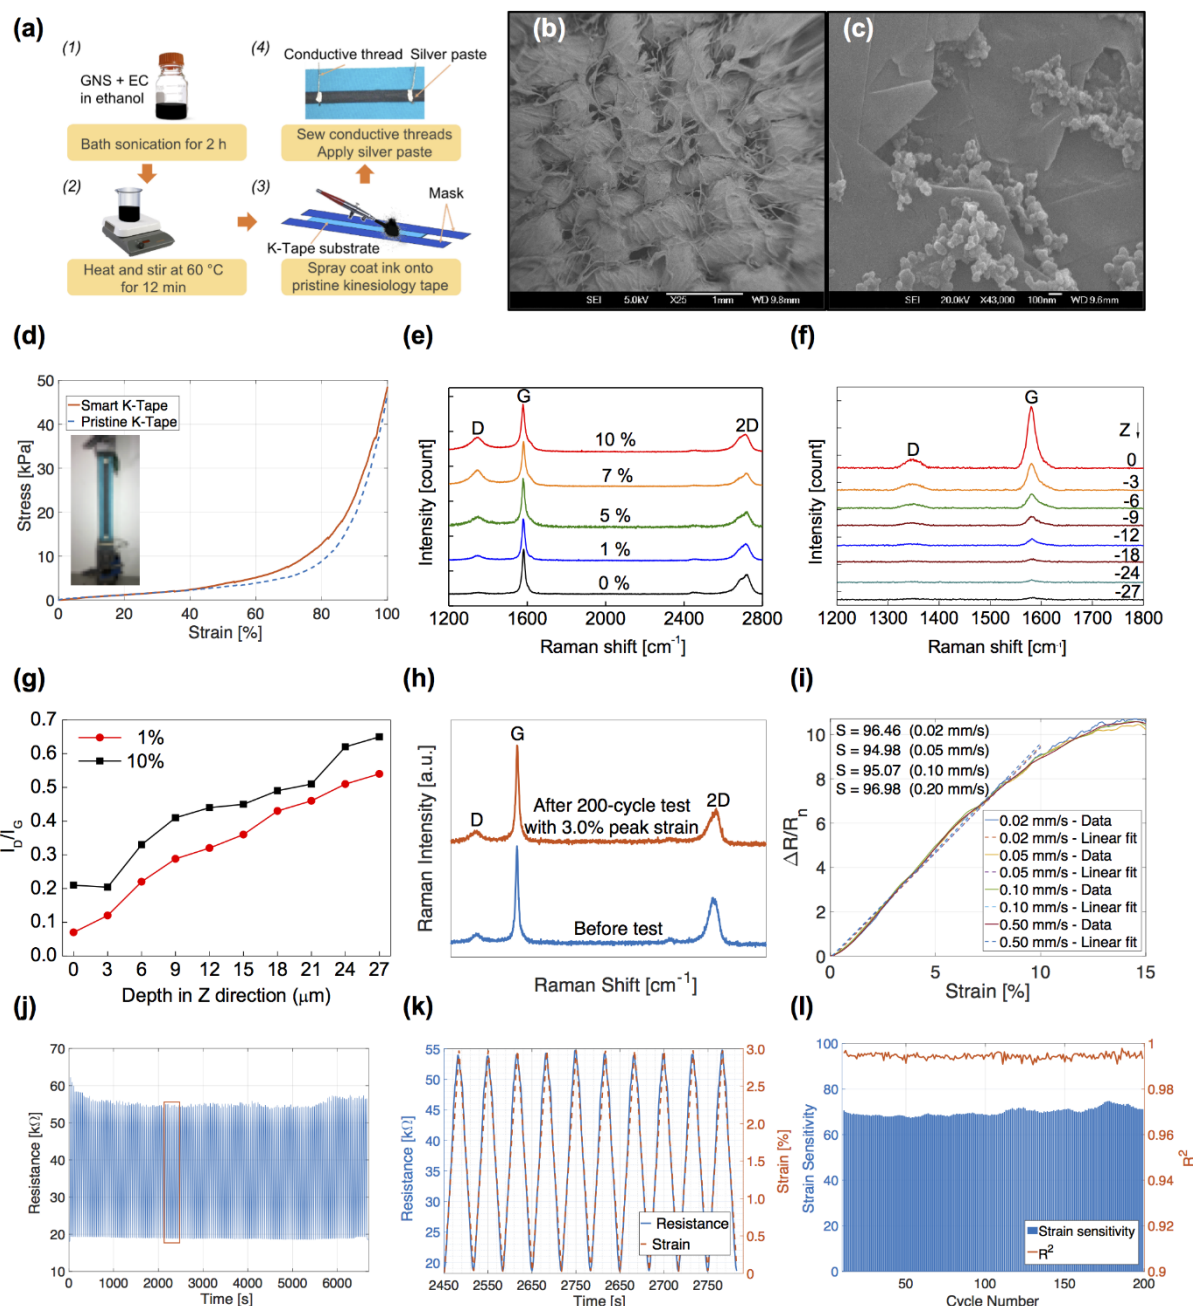 (a)
(1)
GNS + EC
in ethanol
Bath sonication for 2 h
(2)
Heat and stir at 60 °C
for 12 min
(4)
Conductive thread
Silver paste
Sew conductive threads
Apply silver paste
(3)
Mask
K-Tape substrate
Spray coat ink onto
pristine kinesiology tape
(b)
SEI 5.0kV X25 1mm WD 9.8mm
(c)
SEI 20.0kV X43,000 100nm WD 9.6mm
(d)
50
40
30
20
10
0
Stress [kPa]
Smart K-Tape
Pristine K-Tape
0 20 40 60 80 100
Strain [%]
(e)
Intensity [count]
D
G
2D
10 %
7 %
5 %
1 %
0 %
1200 1600 2000 2400 2800
Raman shift [cm-1]
(f)
Intensity [count]
D
G
Z ↓
0
-3
-6
-9
-12
-18
-24
-27
1200 1300 1400 1500 1600 1700 1800
Raman shift [cm-1]
(g)
0.7
0.6
0.5
0.4
0.3
0.2
0.1
0.0
ID/IG
1%
10%
0 3 6 9 12 15 18 21 24 27
Depth in Z direction (μm)
(h)
Raman Intensity [a.u.]
G
D
2D
After 200-cycle test
with 3.0% peak strain
Before test
Raman Shift [cm-1]
(i)
10
8
6
4
2
0
ΔR/Rn
S = 96.46 (0.02 mm/s)
S = 94.98 (0.05 mm/s)
S = 95.07 (0.10 mm/s)
S = 96.98 (0.20 mm/s)
0.02 mm/s - Data
0.02 mm/s - Linear fit
0.05 mm/s - Data
0.05 mm/s - Linear fit
0.10 mm/s - Data
0.10 mm/s - Linear fit
0.50 mm/s - Data
0.50 mm/s - Linear fit
0 5 10 15
Strain [%]
(j)
70
60
50
40
30
20
10
Resistance [kΩ]
0 1000 2000 3000 4000 5000 6000
Time [s]
(k)
55
50
45
40
35
30
25
20
Resistance [kΩ]
3.0
2.5
2.0
1.5
1.0
0.5
0
Strain [%]
Resistance
Strain
2450 2500 2550 2600 2650 2700 2750
Time [s]
(l)
100
80
60
40
20
0
Strain Sensitivity
1
0.98
0.96
0.94
0.92
0.9
R2
Strain sensitivity
R2
50 100 150 200
Cycle Number